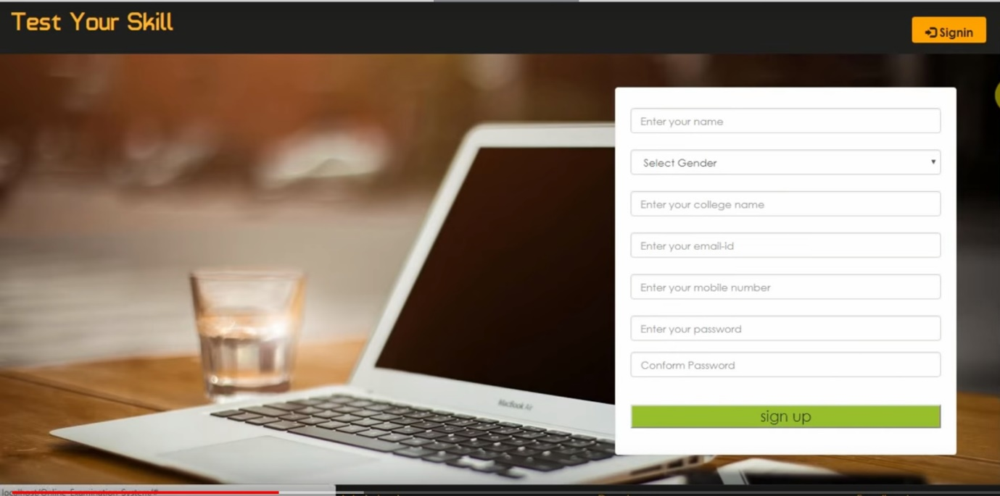 Test Your Skill
Signin
Enter your name
Select Gender
Enter your college name
Enter your email-id
Enter your mobile number
Enter your password
Conform Password
sign up
MacBook Air
localhost/Online_Examination_System/#